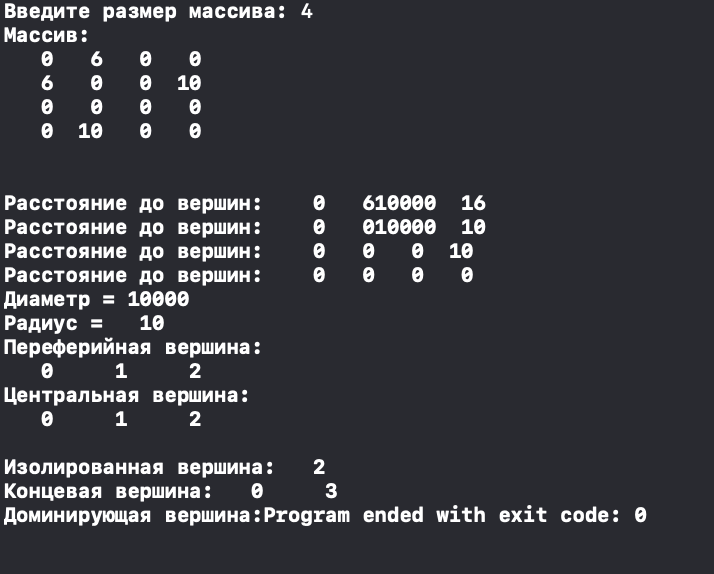 Введите размер массива: 4
Массив:
0 6 0 0
6 0 0 10
0 0 0 0
0 10 0 0
Расстояние до вершин: 0 610000 16
Расстояние до вершин: 0 010000 10
Расстояние до вершин: 0 0 0 10
Расстояние до вершин: 0 0 0 0
Диаметр = 10000
Радиус = 10
Переферийная вершина:
0 1 2
Центральная вершина:
0 1 2
Изолированная вершина: 2
Концевая вершина: 0 3
Доминирующая вершина:Program ended with exit code: 0